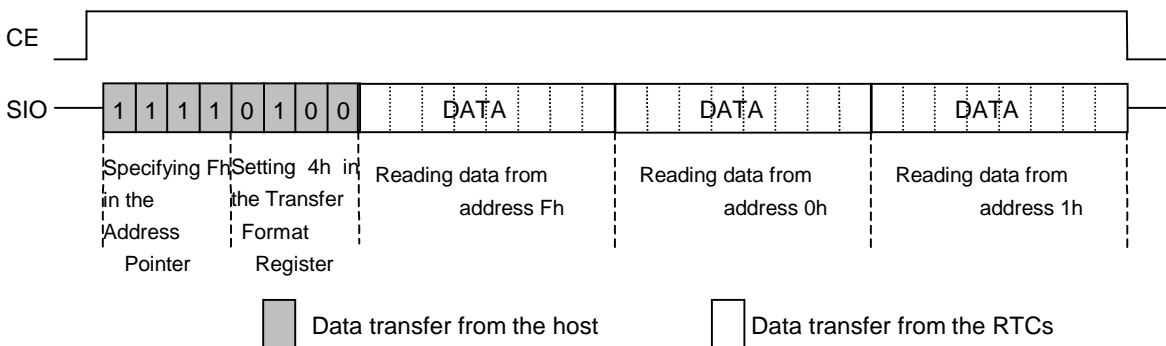 CE
SIO 1 1 1 1 0 1 0 0 DATA DATA DATA
Specifying Fh
in the
Address
Pointer
Setting 4h in
the Transfer
Format
Register
Reading data from
address Fh
Reading data from
address 0h
Reading data from
address 1h
Data transfer from the host
Data transfer from the RTCs